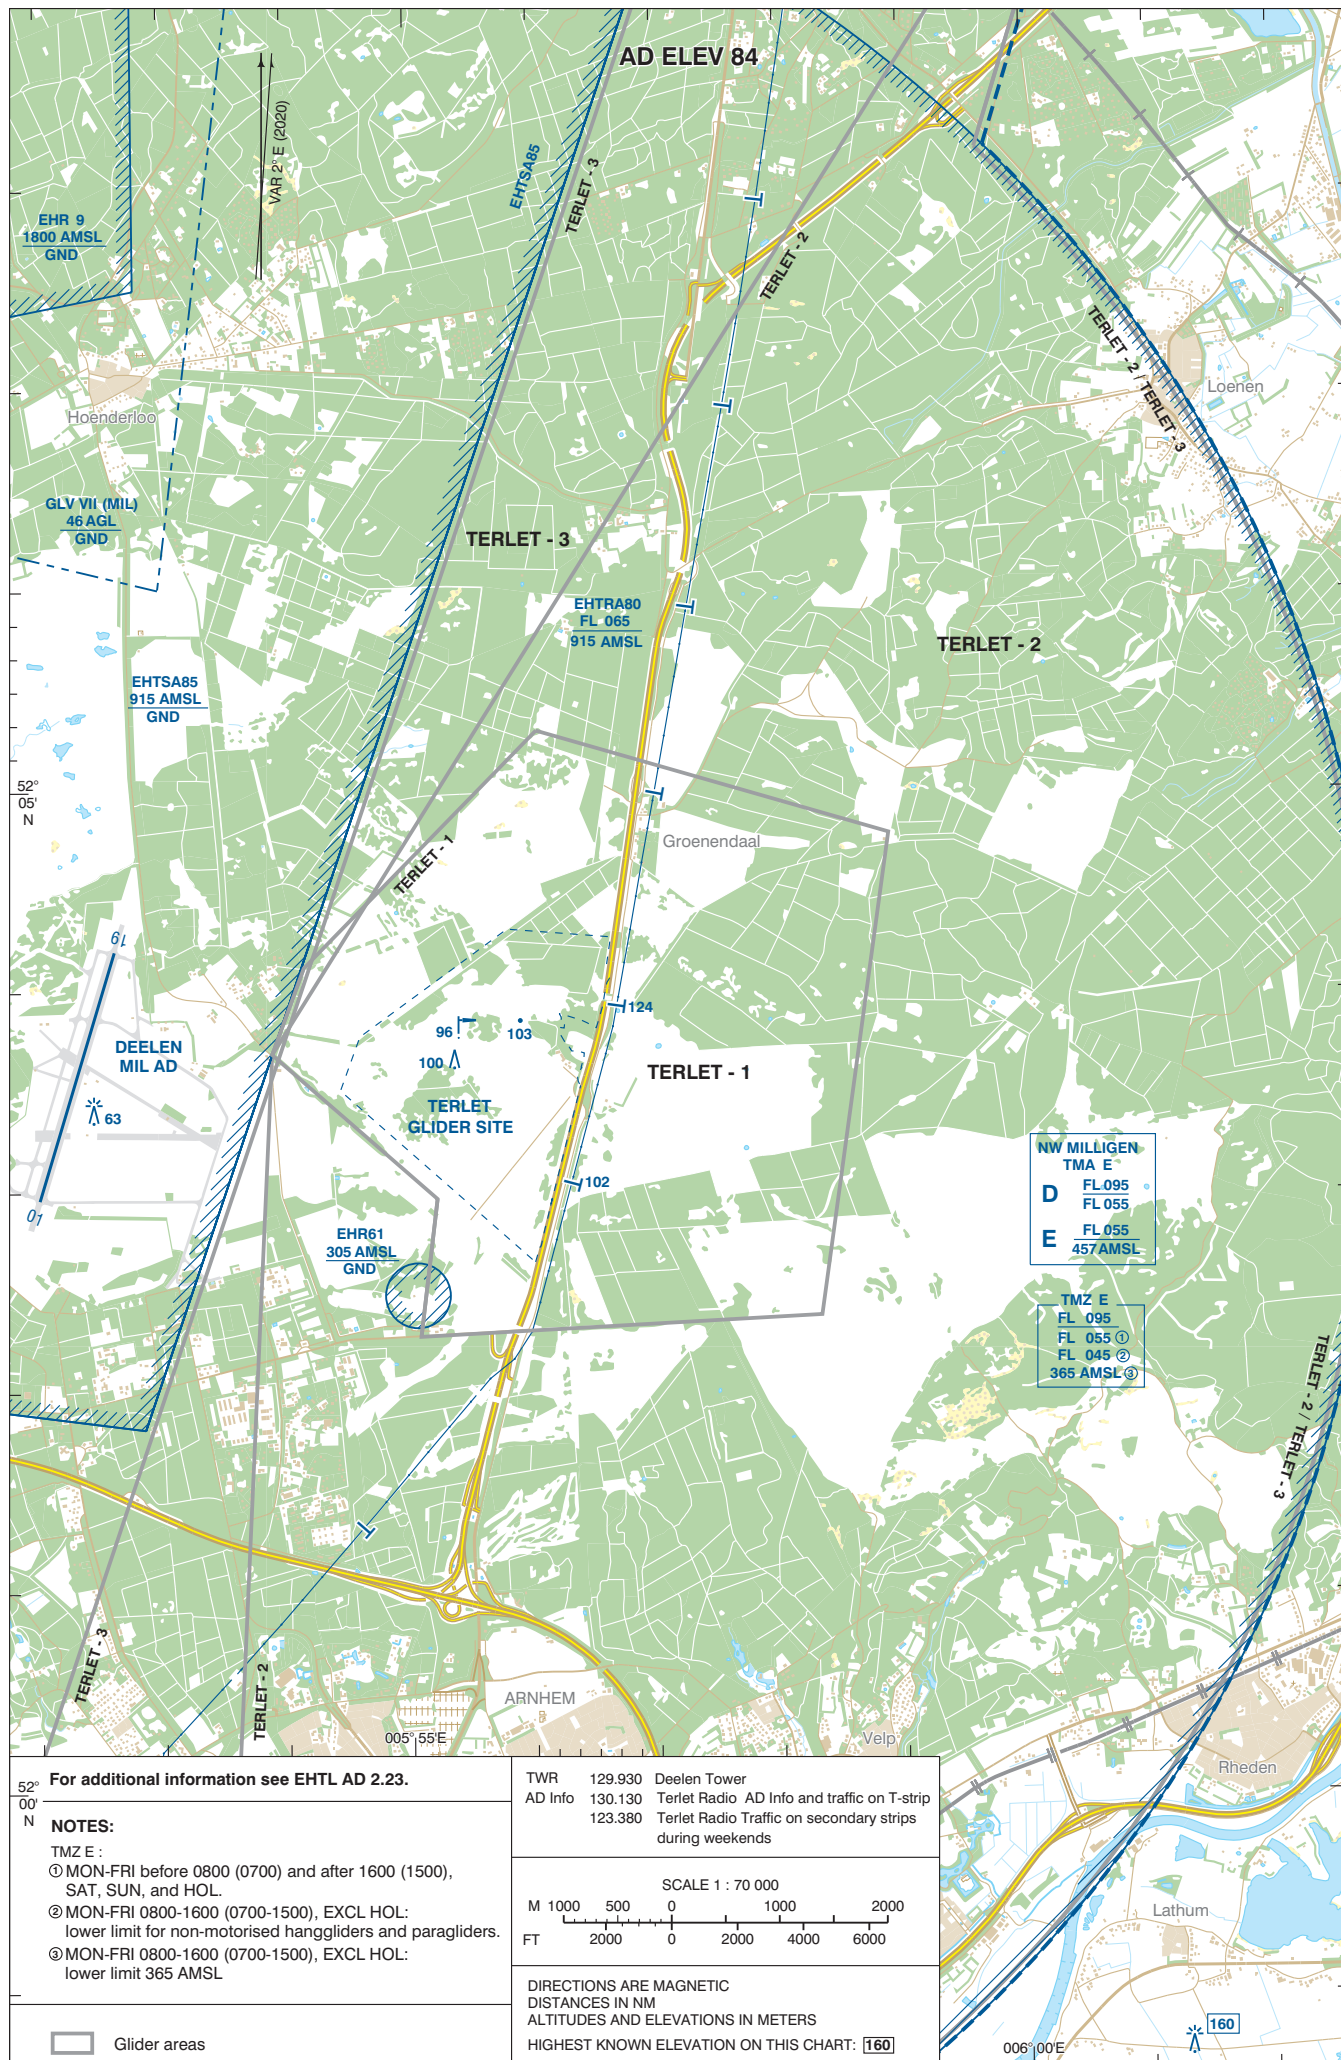 AD ELEV 84
VAR 2° E (2020)
EHTSA85
TERLET - 3
EHR 9
1800 AMSL
GND
TERLET - 2
TERLET - 2 / TERLET - 3
Loenen
Hoenderloo
GLV VII (MIL)
46 AGL
GND
TERLET - 3
EHTRA80
FL 065
915 AMSL
TERLET - 2
EHTSA85
915 AMSL
GND
52°
05'
N
TERLET - 1
Groenendaal
19
124
96
103
100
DEELEN
MIL AD
TERLET - 1
63
TERLET
GLIDER SITE
NW MILLIGEN
TMA E
D FL 095
FL 055
E FL 055
457 AMSL
102
01
EHR61
305 AMSL
GND
TMZ E
FL 095
FL 055 ①
FL 045 ②
365 AMSL ③
TERLET - 2 / TERLET - 3
TERLET - 3
TERLET - 2
ARNHEM
005° 55'E
Velp
Rheden
52°
00'
N
For additional information see EHTL AD 2.23.
NOTES:
TMZ E :
① MON-FRI before 0800 (0700) and after 1600 (1500),
SAT, SUN, and HOL.
② MON-FRI 0800-1600 (0700-1500), EXCL HOL:
lower limit for non-motorised hanggliders and paragliders.
③ MON-FRI 0800-1600 (0700-1500), EXCL HOL:
lower limit 365 AMSL
Glider areas
TWR 129.930 Deelen Tower
AD Info 130.130 Terlet Radio AD Info and traffic on T-strip
123.380 Terlet Radio Traffic on secondary strips
during weekends
SCALE 1 : 70 000
M 1000 500 0 1000 2000
FT 2000 0 2000 4000 6000
DIRECTIONS ARE MAGNETIC
DISTANCES IN NM
ALTITUDES AND ELEVATIONS IN METERS
HIGHEST KNOWN ELEVATION ON THIS CHART: 160
Lathum
160
006° 00'E